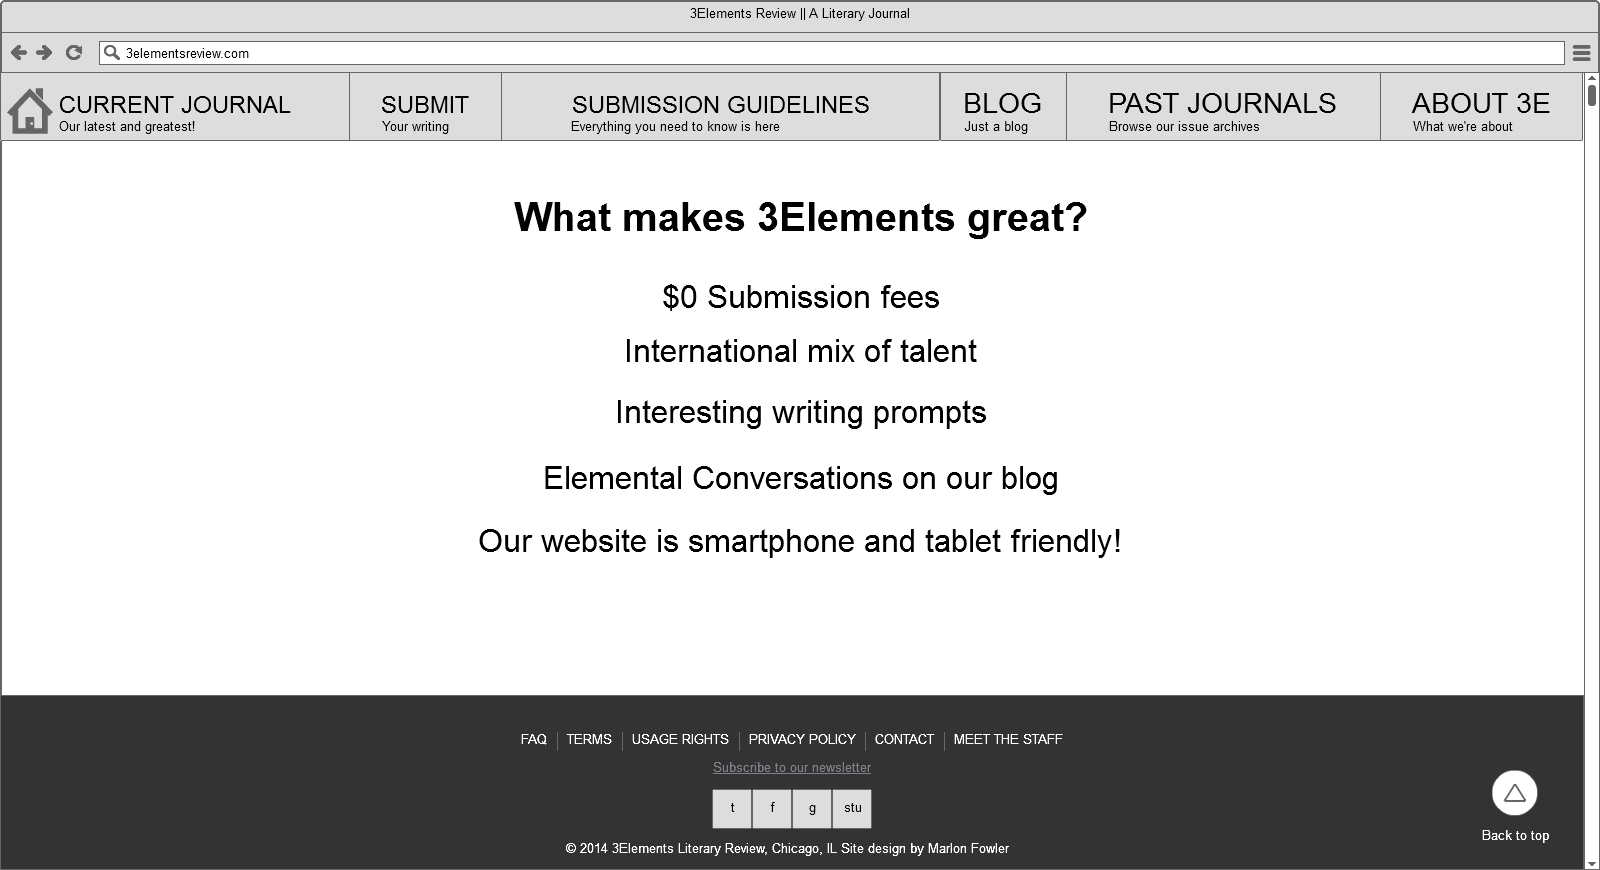 3Elements Review || A Literary Journal
3elementsreview.com
CURRENT JOURNAL
Our latest and greatest!
SUBMIT
Your writing
SUBMISSION GUIDELINES
Everything you need to know is here
BLOG
Just a blog
PAST JOURNALS
Browse our issue archives
ABOUT 3E
What we're about
What makes 3Elements great?
$0 Submission fees
International mix of talent
Interesting writing prompts
Elemental Conversations on our blog
Our website is smartphone and tablet friendly!
FAQ TERMS USAGE RIGHTS PRIVACY POLICY CONTACT MEET THE STAFF
Subscribe to our newsletter
t f g stu
Back to top
© 2014 3Elements Literary Review, Chicago, IL Site design by Marlon Fowler